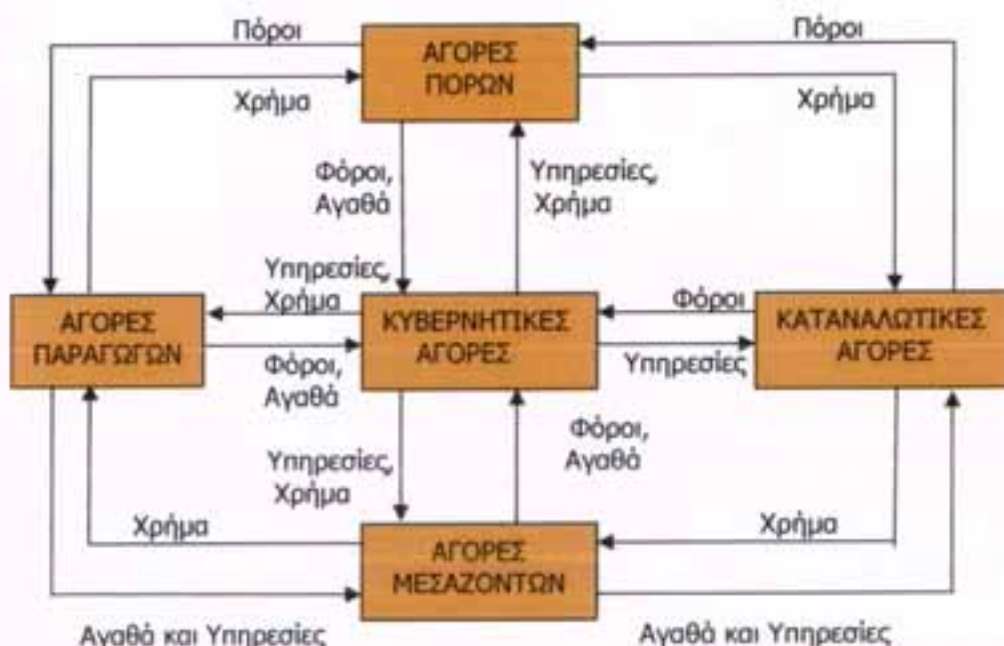 Πόροι
ΑΓΟΡΕΣ
ΠΟΡΩΝ
Πόροι
Χρήμα
Χρήμα
Φόροι,
Αγαθά
Υπηρεσίες,
Χρήμα
Υπηρεσίες,
Χρήμα
Φόροι
ΑΓΟΡΕΣ
ΠΑΡΑΓΩΓΩΝ
ΚΥΒΕΡΝΗΤΙΚΕΣ
ΑΓΟΡΕΣ
ΚΑΤΑΝΑΛΩΤΙΚΕΣ
ΑΓΟΡΕΣ
Φόροι,
Αγαθά
Υπηρεσίες
Υπηρεσίες,
Χρήμα
Φόροι,
Αγαθά
Χρήμα
ΑΓΟΡΕΣ
ΜΕΣΑΖΟΝΤΩΝ
Χρήμα
Αγαθά και Υπηρεσίες
Αγαθά και Υπηρεσίες